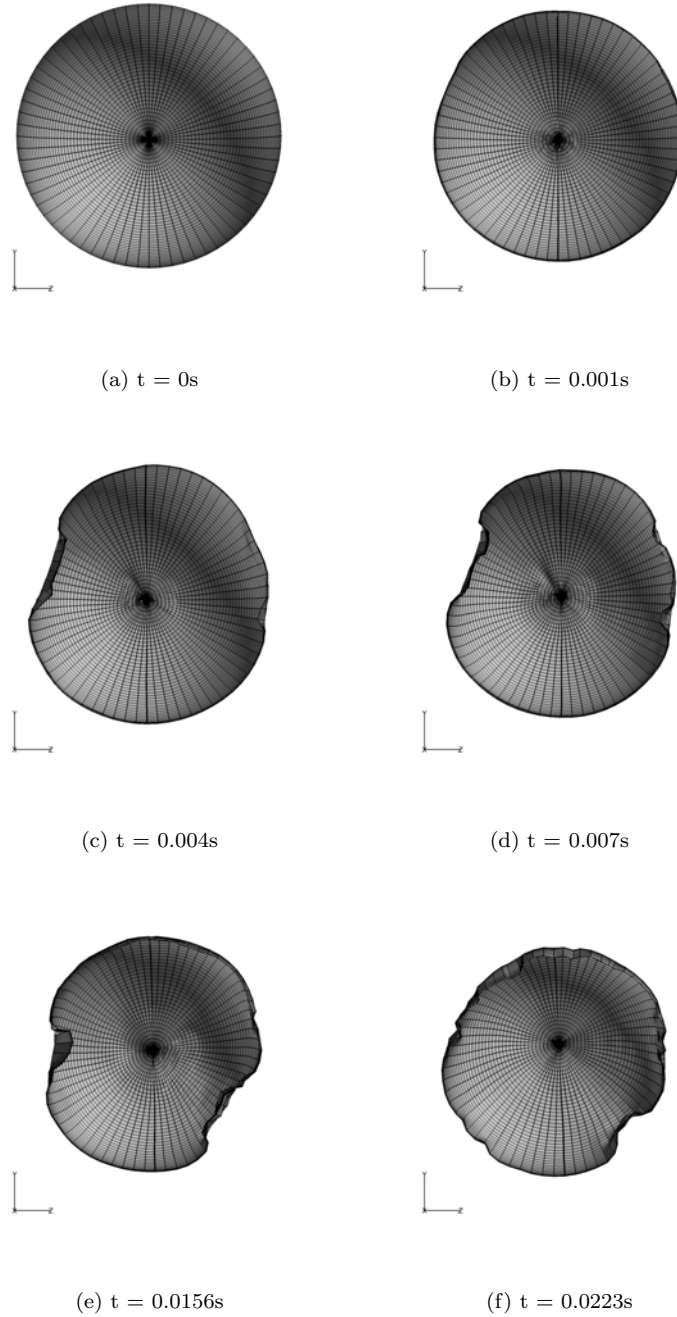 Y
X Z
Y
X Z
(a) t = 0s
(b) t = 0.001s
Y
X Z
Y
X Z
(c) t = 0.004s
(d) t = 0.007s
Y
X Z
Y
X Z
(e) t = 0.0156s
(f) t = 0.0223s